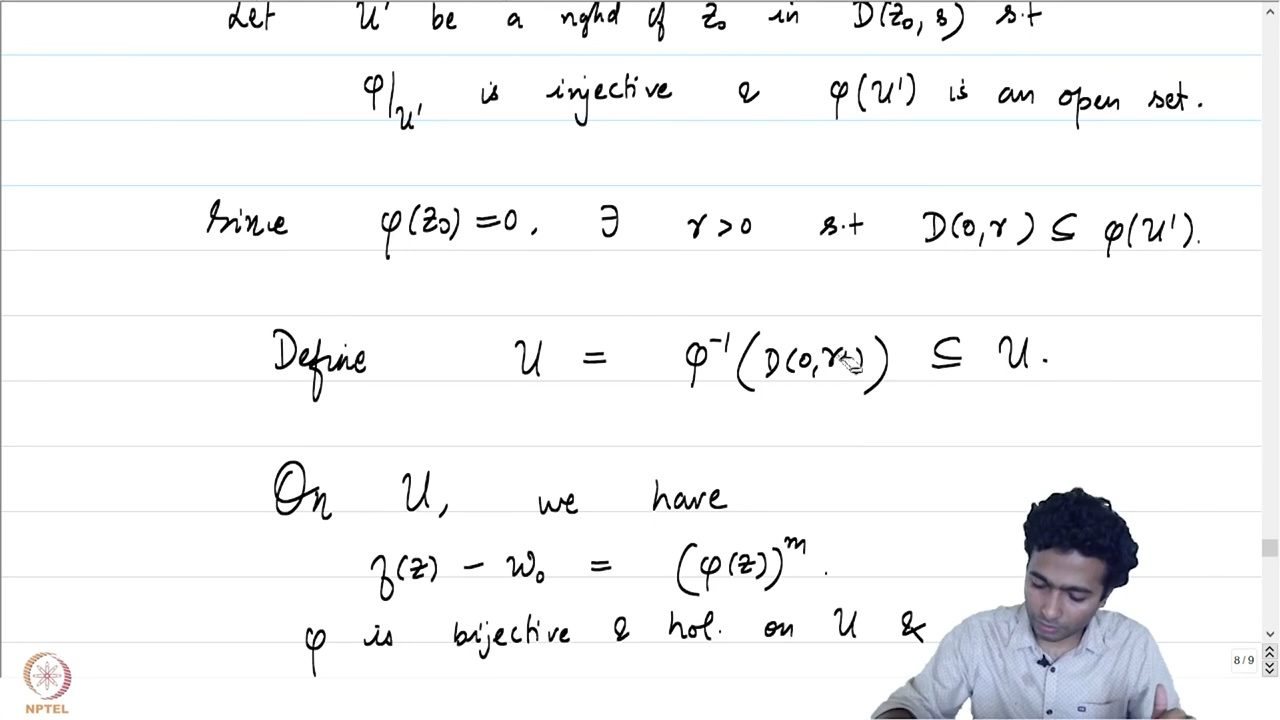 Let U' be a nghd of z₀ in D(z₀, s) s.t
φ|_U' is injective & φ(U') is an open set.
Since φ(z₀) = 0, ∃ r > 0 s.t D(0, r) ⊆ φ(U').
Define U = φ⁻¹(D(0, r)) ⊆ U.
On U, we have
f(z) - w₀ = (φ(z))ᵐ.
φ is bijective & hol. on U &
8/9
NPTEL